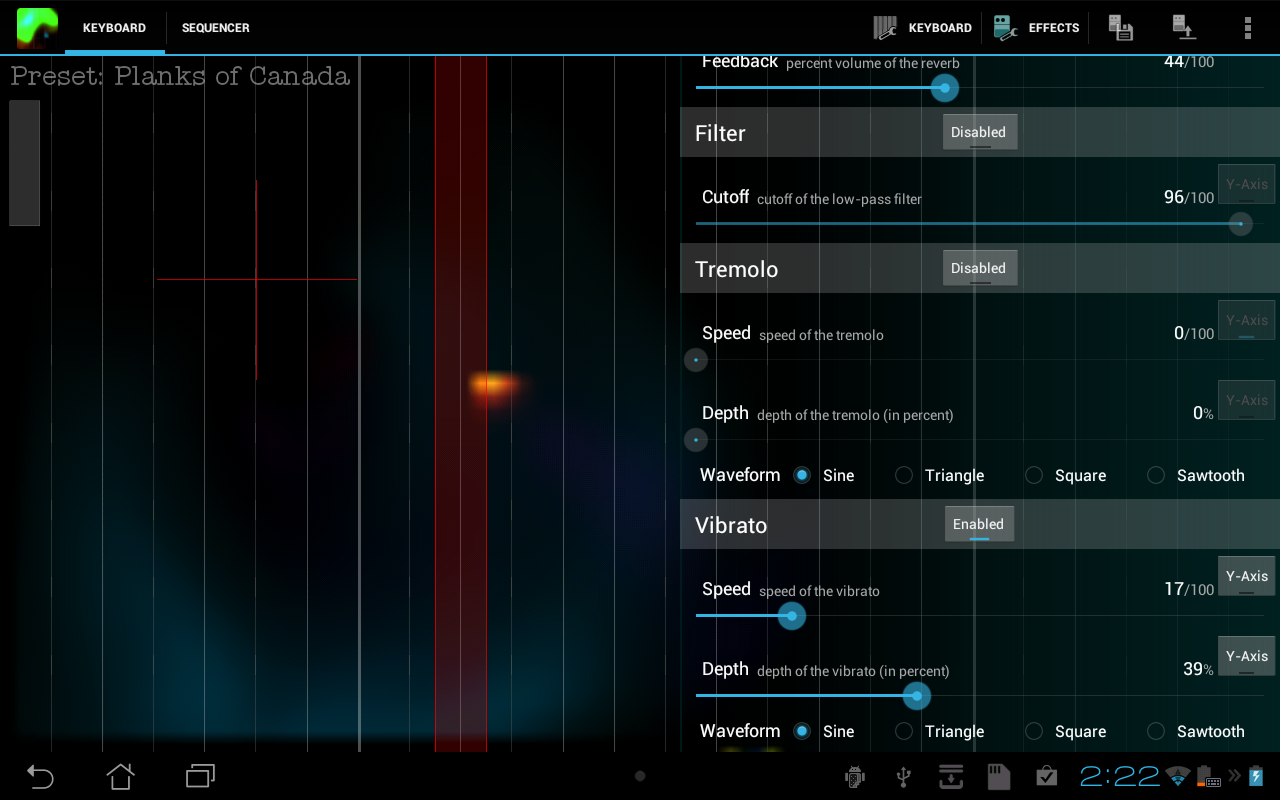 KEYBOARD SEQUENCER KEYBOARD EFFECTS
Preset: Planks of Canada
Feedback percent volume of the reverb 44/100
Filter Disabled
Cutoff cutoff of the low-pass filter 96/100 Y-Axis
Tremolo Disabled
Speed speed of the tremolo 0/100 Y-Axis
Depth depth of the tremolo (in percent) 0% Y-Axis
Waveform Sine Triangle Square Sawtooth
Vibrato Enabled
Speed speed of the vibrato 17/100 Y-Axis
Depth depth of the vibrato (in percent) 39% Y-Axis
Waveform Sine Triangle Square Sawtooth
2:22